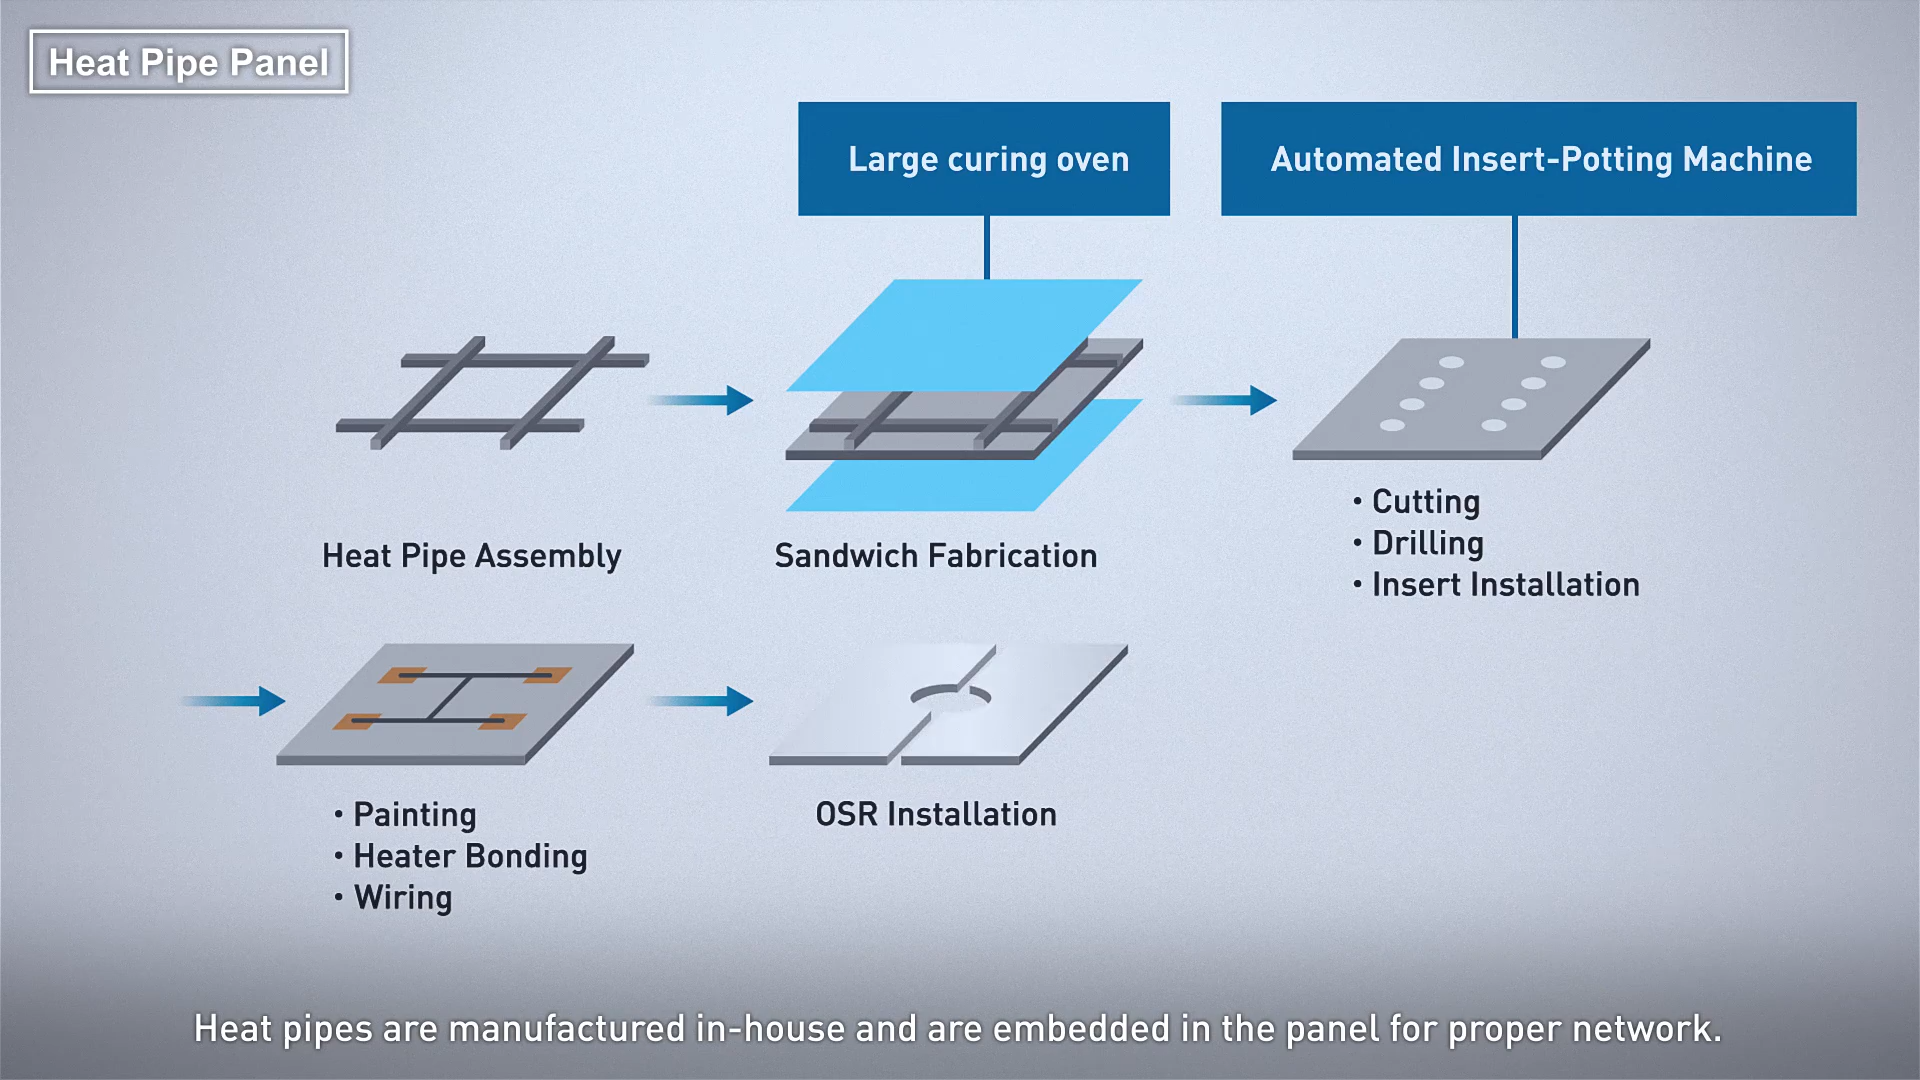 Heat Pipe Panel
Large curing oven
Automated Insert-Potting Machine
Heat Pipe Assembly
Sandwich Fabrication
• Cutting
• Drilling
• Insert Installation
• Painting
• Heater Bonding
• Wiring
OSR Installation
Heat pipes are manufactured in-house and are embedded in the panel for proper network.